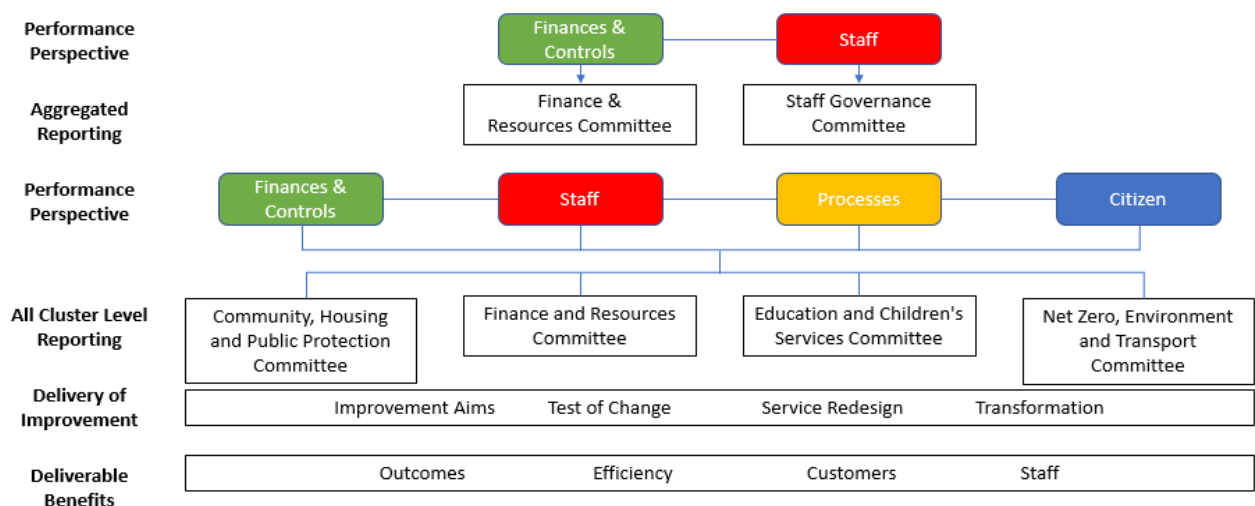 Performance
Perspective
Finances &
Controls
Staff
Aggregated
Reporting
Finance &
Resources Committee
Staff Governance
Committee
Performance
Perspective
Finances &
Controls
Staff
Processes
Citizen
All Cluster Level
Reporting
Community, Housing
and Public Protection
Committee
Finance and Resources
Committee
Education and Children's
Services Committee
Net Zero, Environment
and Transport
Committee
Delivery of
Improvement
Improvement Aims
Test of Change
Service Redesign
Transformation
Deliverable
Benefits
Outcomes
Efficiency
Customers
Staff